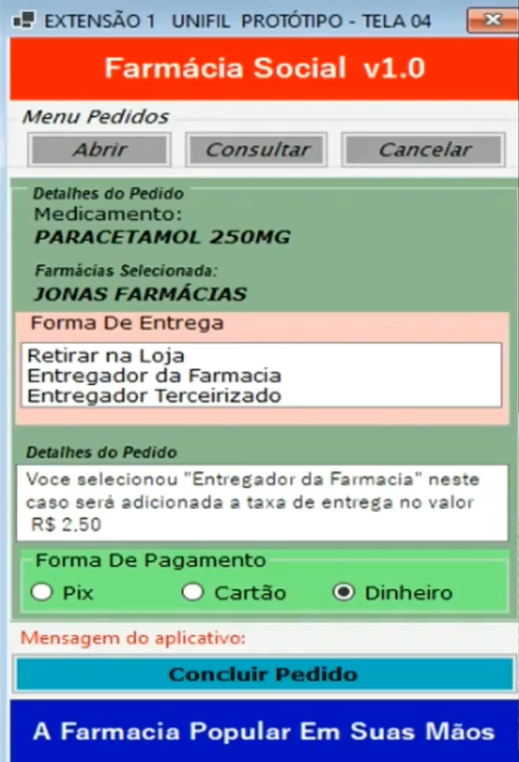 EXTENSÃO 1 UNIFIL PROTÓTIPO - TELA 04
Farmácia Social v1.0
Menu Pedidos
Abrir Consultar Cancelar
Detalhes do Pedido
Medicamento:
PARACETAMOL 250MG
Farmácias Selecionada:
JONAS FARMÁCIAS
Forma De Entrega
Retirar na Loja
Entregador da Farmacia
Entregador Terceirizado
Detalhes do Pedido
Voce selecionou "Entregador da Farmacia" neste
caso será adicionada a taxa de entrega no valor
R$ 2,50
Forma De Pagamento
Pix Cartão Dinheiro
Mensagem do aplicativo:
Concluir Pedido
A Farmacia Popular Em Suas Mãos